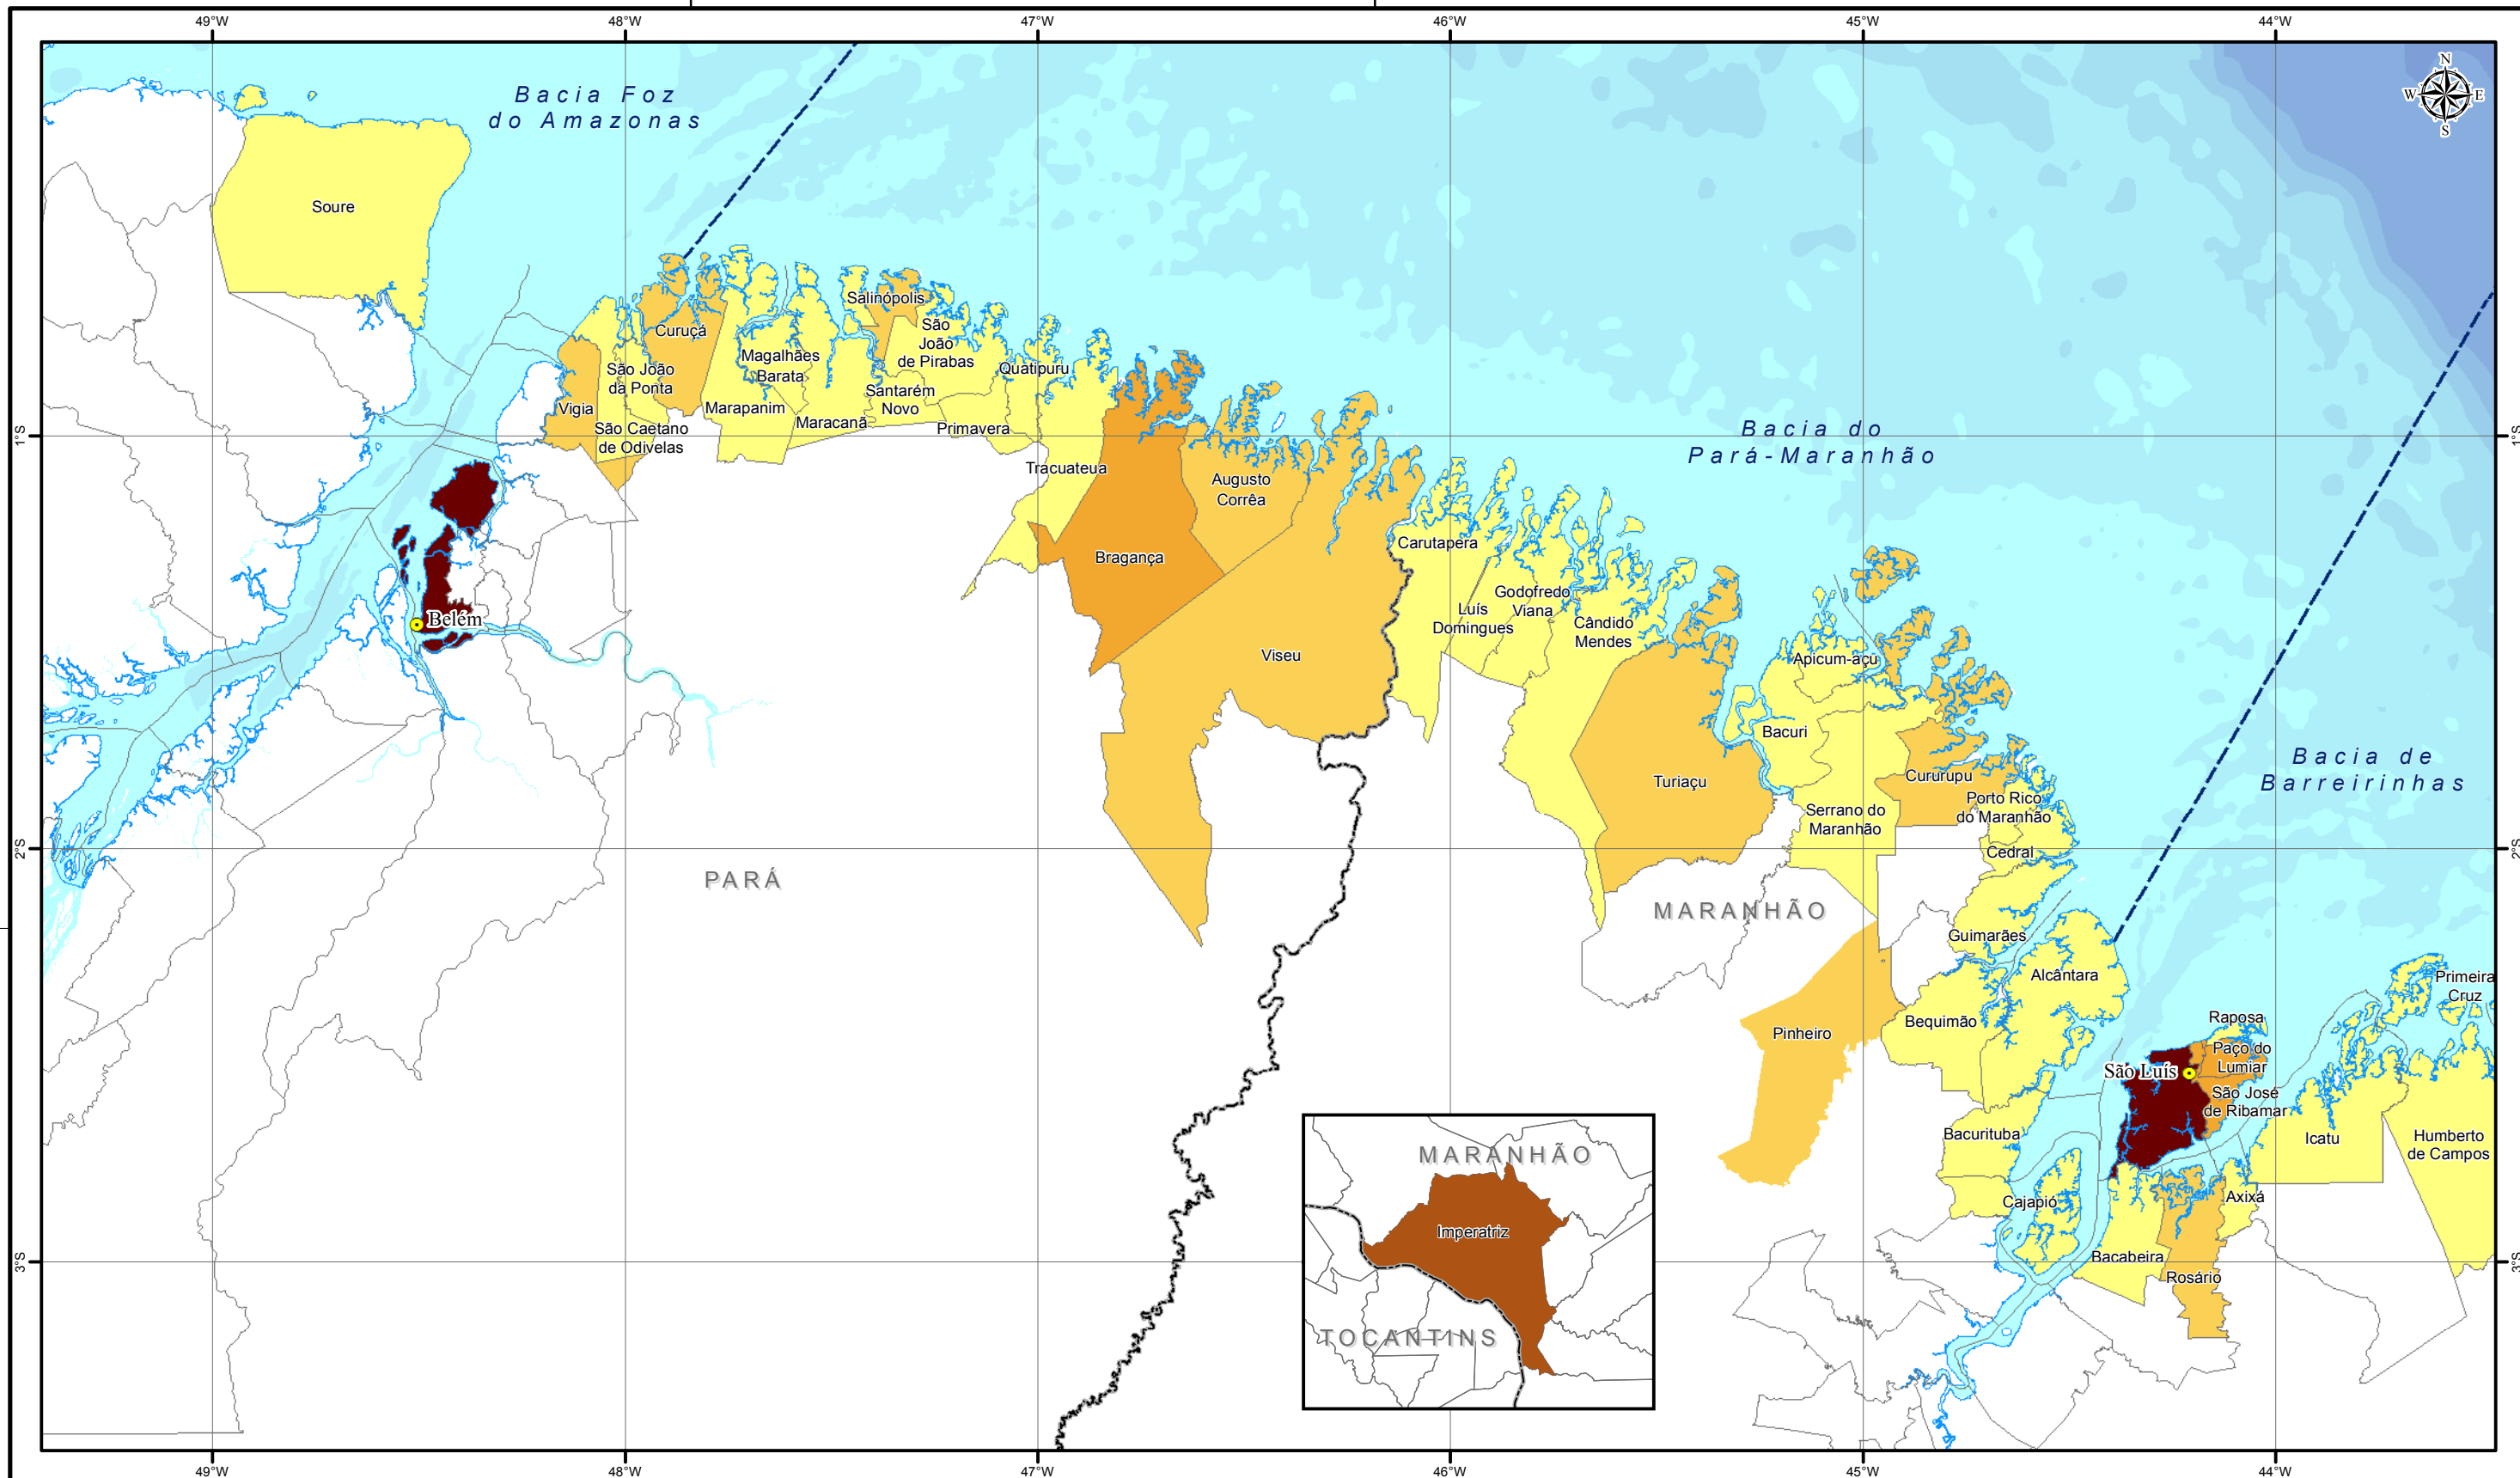 49°W
48°W
47°W
46°W
45°W
44°W
N
W
E
S
Bacia Foz
do Amazonas
Soure
Salinópolis
Curuçá
São
João
de Pirabas
Magalhães
Barata
Quatipuru
São João
da Ponta
Santarém
Novo
Vigia
Marapanim
Maracanã
Primavera
São Caetano
de Odivelas
1°S
1°S
Bacia do
Pará-Maranhão
Tracuateua
Augusto
Corrêa
Bragança
Carutapera
Godofredo
Viana
Luís
Domingues
Cândido
Mendes
Belém
Viseu
Apicum-açu
Bacuri
Turiaçu
Cururupu
Porto Rico
do Maranhão
Serrano do
Maranhão
Bacia de
Barreirinhas
Cedral
2°S
2°S
PARÁ
MARANHÃO
Guimarães
Alcântara
Primeira
Cruz
Bequimão
Pinheiro
Raposa
Paço do
Lumiar
São Luís
São José
de Ribamar
Bacurituba
Icatu
Humberto
de Campos
MARANHÃO
Cajapió
Axixá
Imperatriz
Bacabeira
3°S
3°S
Rosário
TOCANTINS
49°W
48°W
47°W
46°W
45°W
44°W